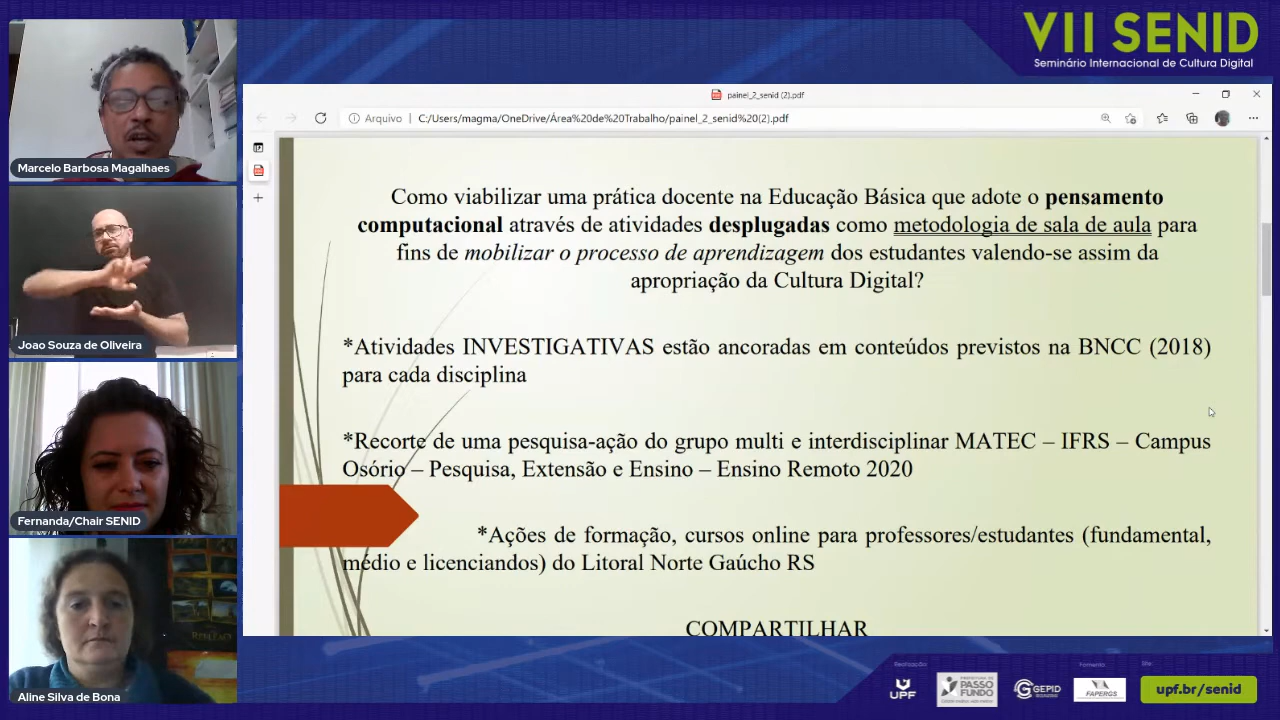 VII SENID
Seminário Internacional de Cultura Digital
painel_2_senid (2).pdf
Arquivo
C:/Users/magma/OneDrive/Área%20de%20Trabalho/painel_2_senid%20(2).pdf
Como viabilizar uma prática docente na Educação Básica que adote o pensamento
computacional através de atividades desplugadas como metodologia de sala de aula para
fins de mobilizar o processo de aprendizagem dos estudantes valendo-se assim da
apropriação da Cultura Digital?
*Atividades INVESTIGATIVAS estão ancoradas em conteúdos previstos na BNCC (2018)
para cada disciplina
*Recorte de uma pesquisa-ação do grupo multi e interdisciplinar MATEC – IFRS – Campus
Osório – Pesquisa, Extensão e Ensino – Ensino Remoto 2020
*Ações de formação, cursos online para professores/estudantes (fundamental,
médio e licenciandos) do Litoral Norte Gaúcho RS
COMPARTILHAR
Marcelo Barbosa Magalhaes
Joao Souza de Oliveira
Fernanda/Chair SENID
Aline Silva de Bona
Realização:
UPF
PREFEITURA DE
PASSO
FUNDO
GEPID
Fomento:
FAPERGS
Site:
upf.br/senid